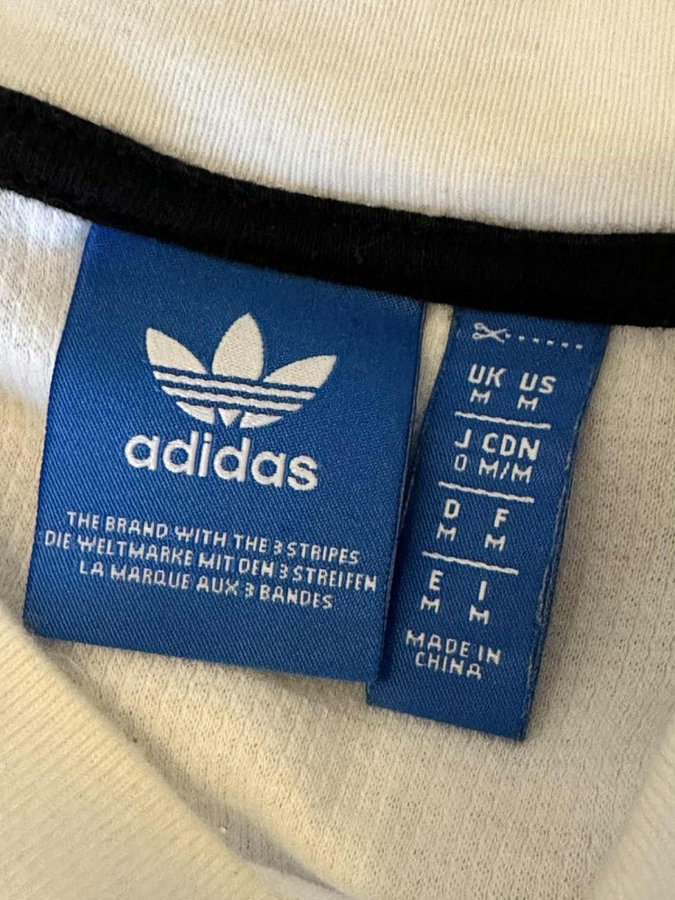 adidas
THE BRAND WITH THE 3 STRIPES
DIE WELTMARKE MIT DEN 3 STREIFEN
LA MARQUE AUX 3 BANDES
UK US
M M
J CDN
O M/M
D F
M M
E I
M M
MADE IN
CHINA